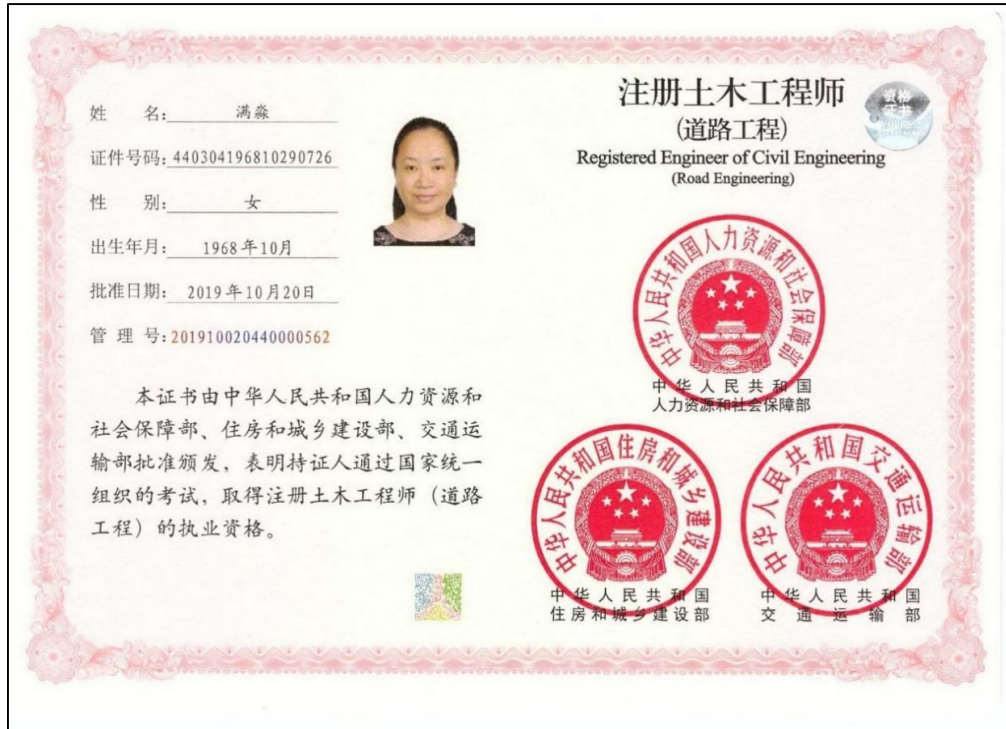 姓 名: 满淼
证件号码: 440304196810290726
性 别: 女
出生年月: 1968年10月
批准日期: 2019年10月20日
管 理 号: 201910020440000562
本证书由中华人民共和国人力资源和
社会保障部、住房和城乡建设部、交通运
输部批准颁发，表明持证人通过国家统一
组织的考试，取得注册土木工程师（道路
工程）的执业资格。
注册土木工程师
(道路工程)
Registered Engineer of Civil Engineering
(Road Engineering)
资格
证书
中华人民共和国人力资源和社会保障部
中华人民共和国
人力资源和社会保障部
中华人民共和国住房和城乡建设部
中华人民共和国
住房和城乡建设部
中华人民共和国交通运输部
中华人民共和国
交通运输部